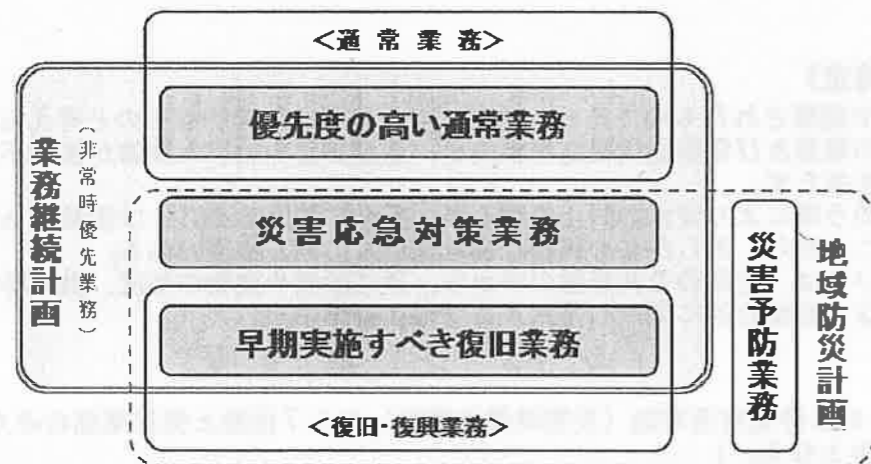 <通常業務>
優先度の高い通常業務
業務継続計画
(非常時優先業務)
災害応急対策業務
早期実施すべき復旧業務
<復旧・復興業務>
災害予防業務
地域防災計画